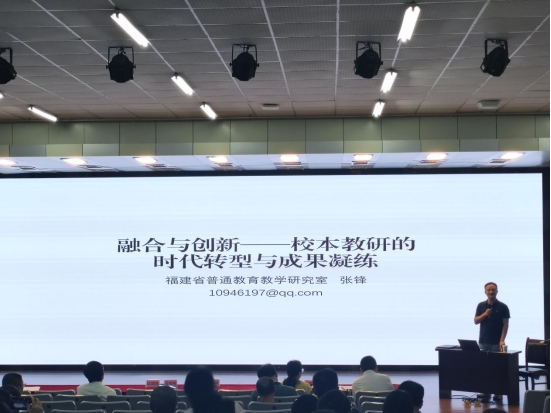 融合与创新——校本教研的
时代转型与成果凝练
福建省普通教育教学研究室 张锋
10946197@qq.com